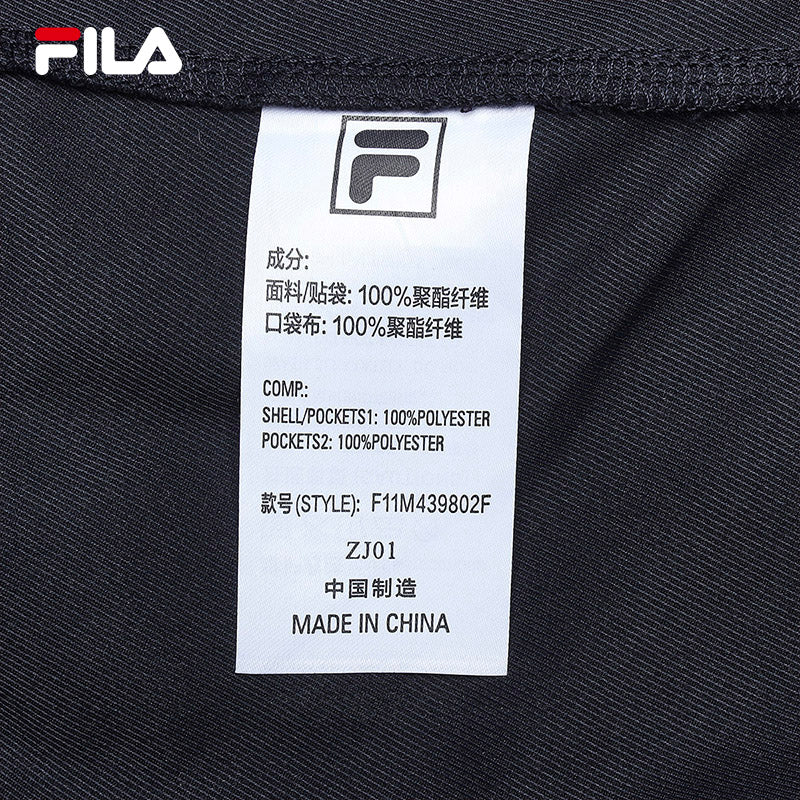 FILA
F
成分:
面料/贴袋: 100%聚酯纤维
口袋布: 100%聚酯纤维
COMP.:
SHELL/POCKETS1: 100%POLYESTER
POCKETS2: 100%POLYESTER
款号(STYLE): F11M439802F
ZJ01
中国制造
MADE IN CHINA